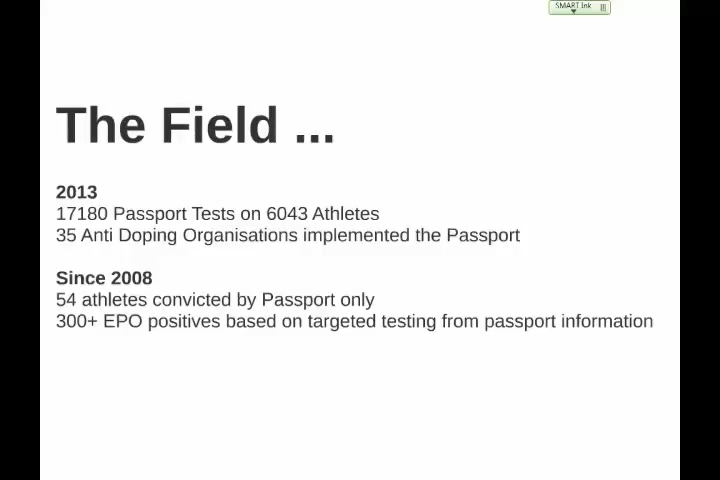 SMART Ink
The Field ...
2013
17180 Passport Tests on 6043 Athletes
35 Anti Doping Organisations implemented the Passport
Since 2008
54 athletes convicted by Passport only
300+ EPO positives based on targeted testing from passport information